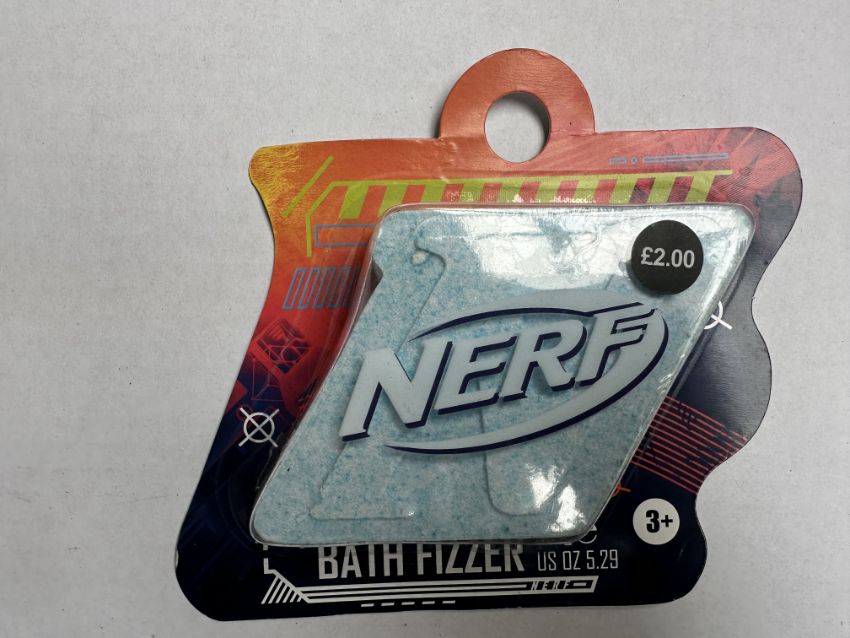 £2.00
NERF
3+
BATH FIZZER US OZ 5.29
NERF